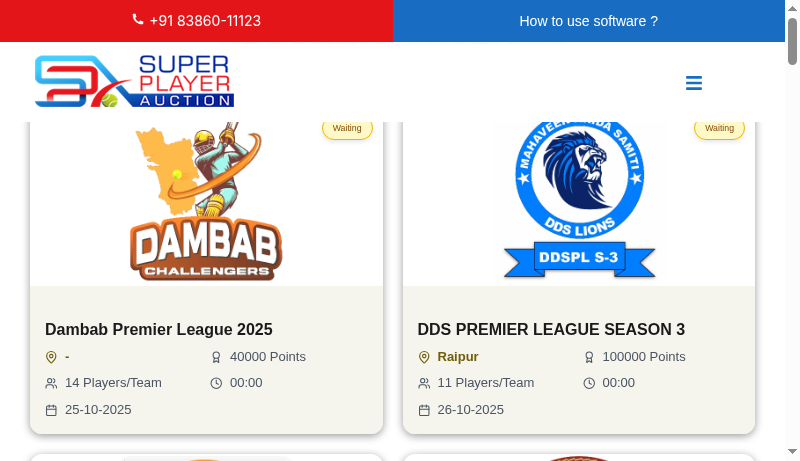 +91 83860-11123
How to use software ?
SUPER
PLAYER
AUCTION
Waiting
DAMBAB
CHALLENGERS
Dambab Premier League 2025
-
40000 Points
14 Players/Team
00:00
25-10-2025
Waiting
SAMITI
DDS LIONS
DDSPL S-3
DDS PREMIER LEAGUE SEASON 3
Raipur
100000 Points
11 Players/Team
00:00
26-10-2025